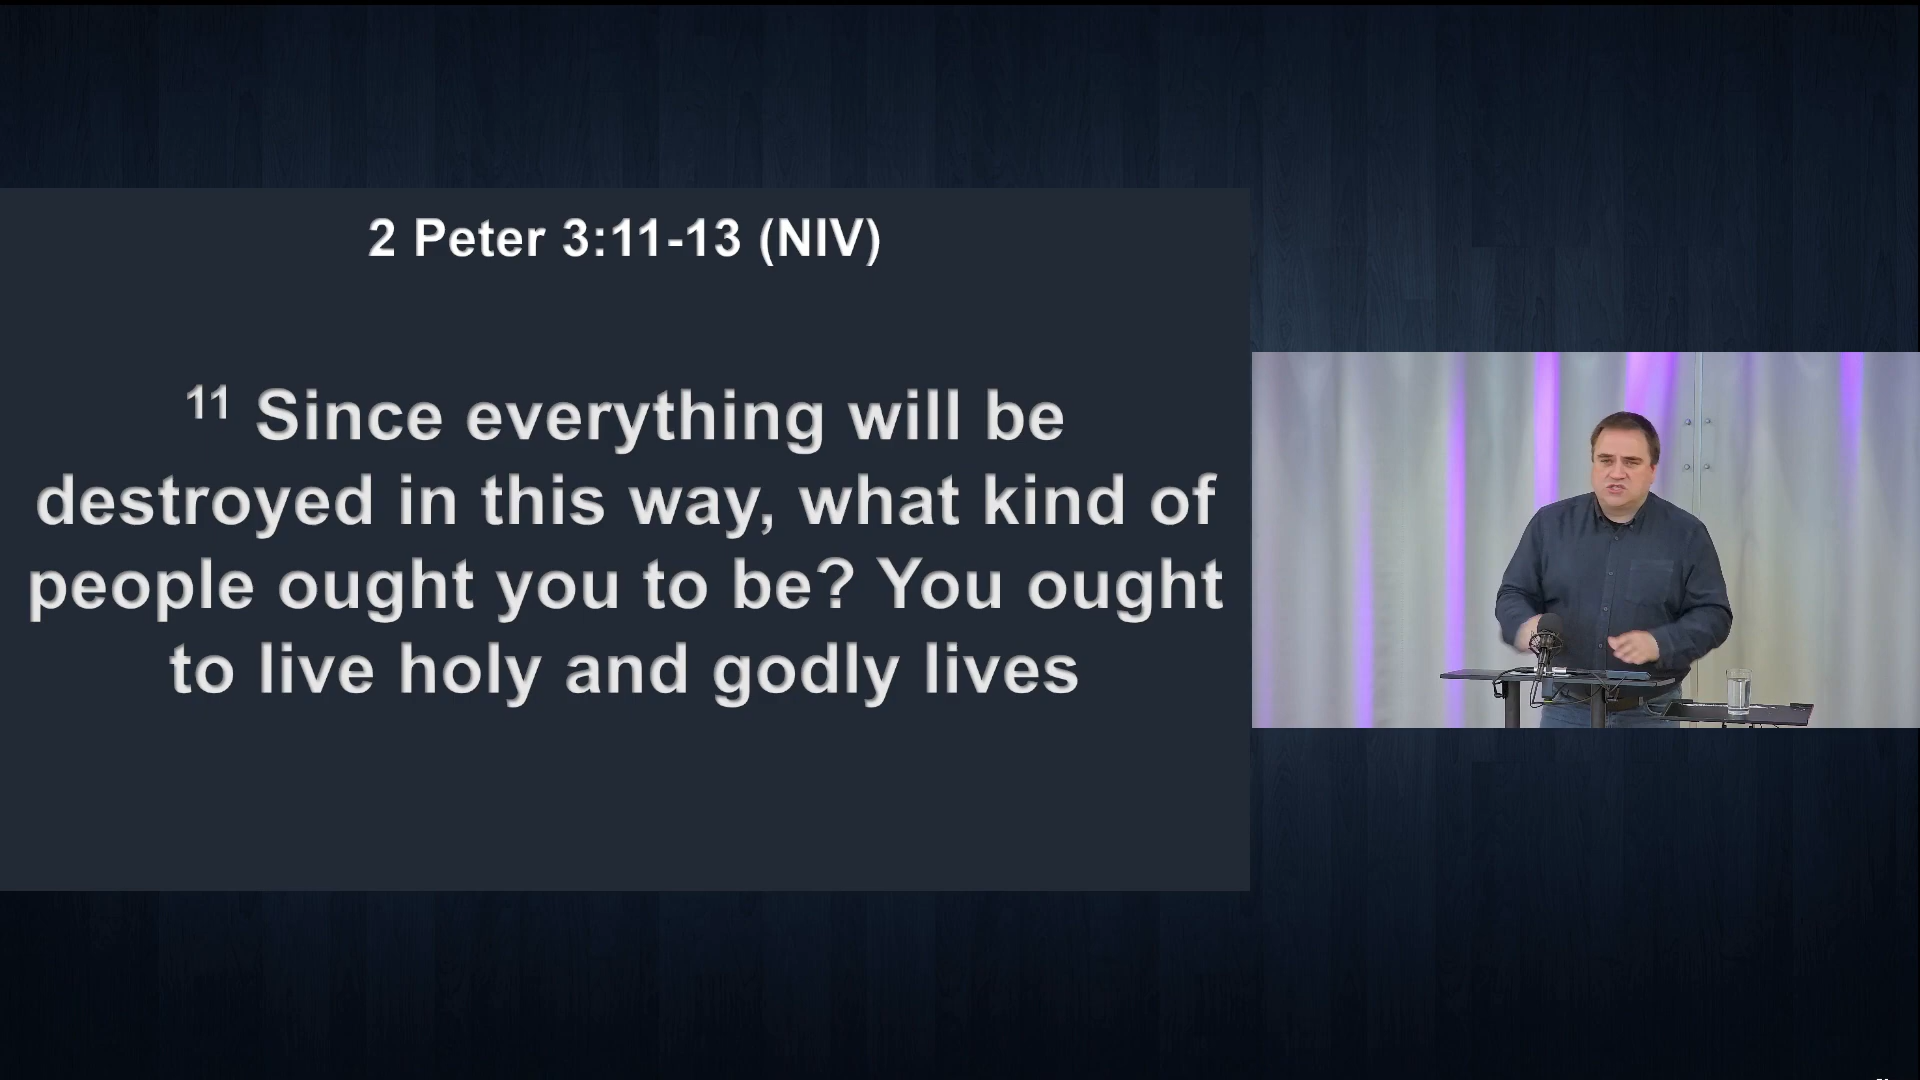 2 Peter 3:11-13 (NIV)
11 Since everything will be
destroyed in this way, what kind of
people ought you to be? You ought
to live holy and godly lives